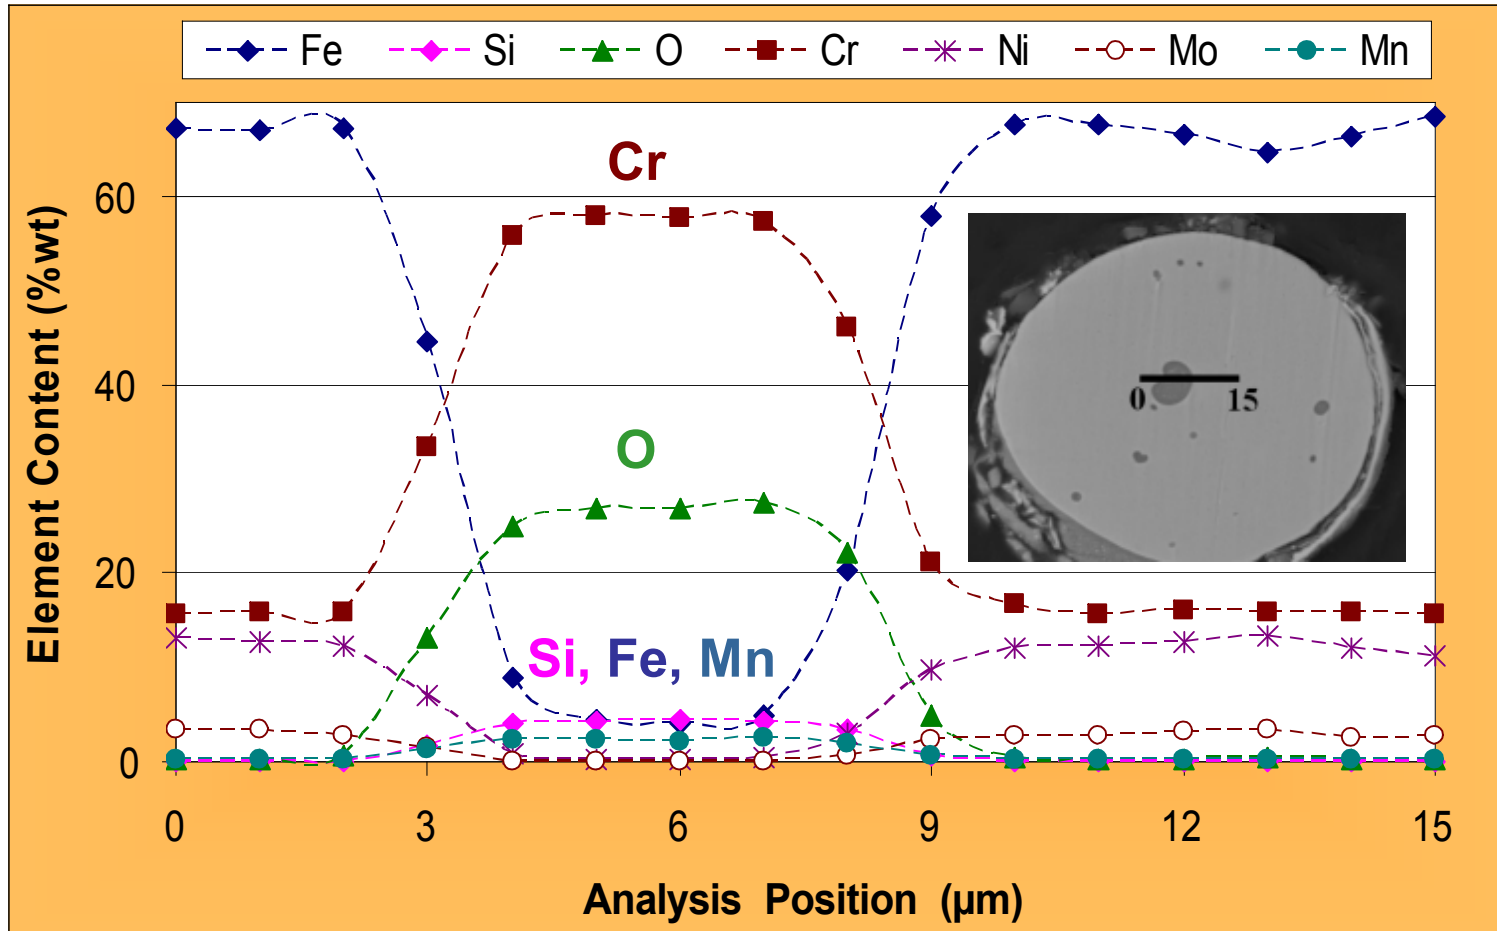 Fe Si O Cr Ni Mo Mn
Element Content (%wt)
60
40
20
0
Cr
O
Si, Fe, Mn
0 15
0 3 6 9 12 15
Analysis Position (µm)